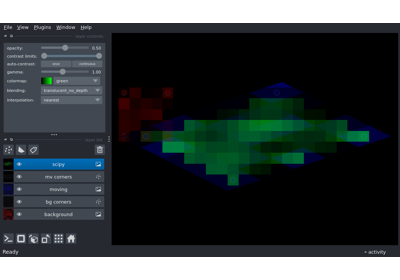 File View Plugins Window Help
opacity: 0.50
contrast limits:
auto-contrast: once continuous
gamma: 1.00
colormap: green
blending: translucent_no_depth
interpolation: nearest
scipy
mv corners
moving
bg corners
background
Ready
activity